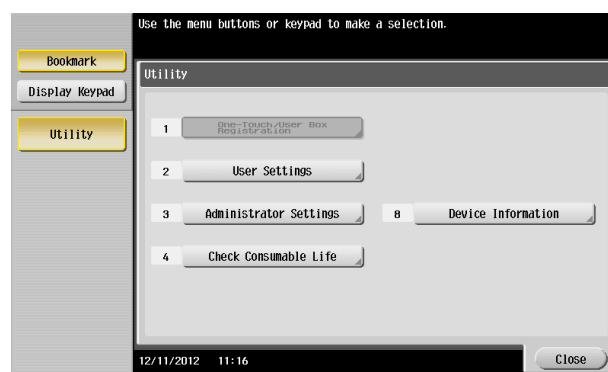 Use the menu buttons or keypad to make a selection.
Bookmark
Display Keypad
Utility
Utility
1 One-Touch/User Box
Registration
2 User Settings
3 Administrator Settings
8 Device Information
4 Check Consumable Life
12/11/2012 11:16
Close